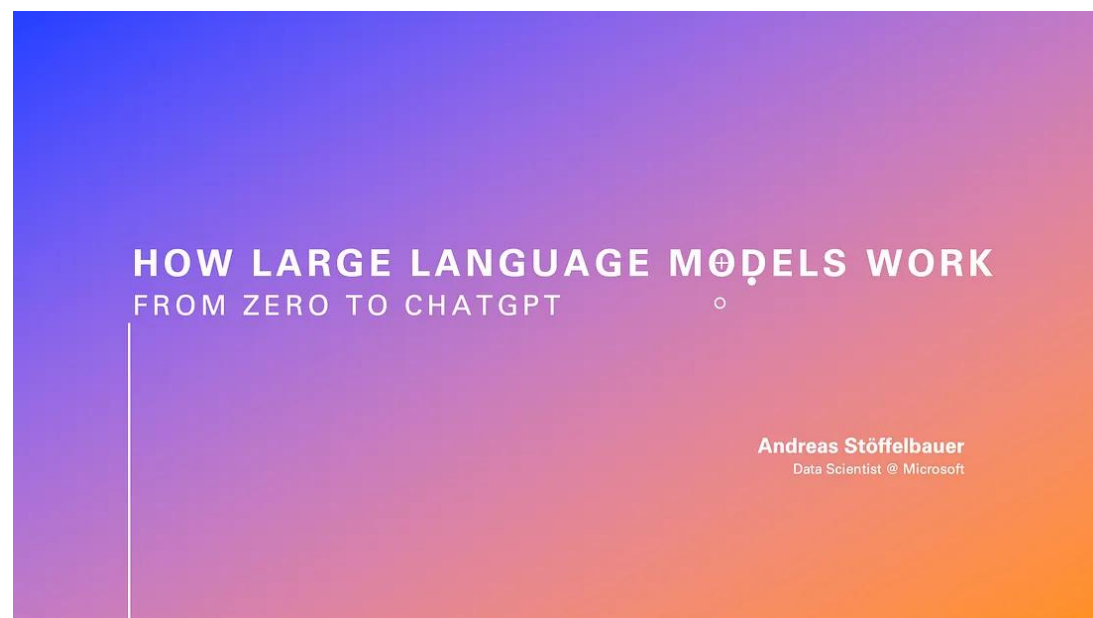 HOW LARGE LANGUAGE MODELS WORK
FROM ZERO TO CHATGPT
Andreas Stöffelbauer
Data Scientist @ Microsoft